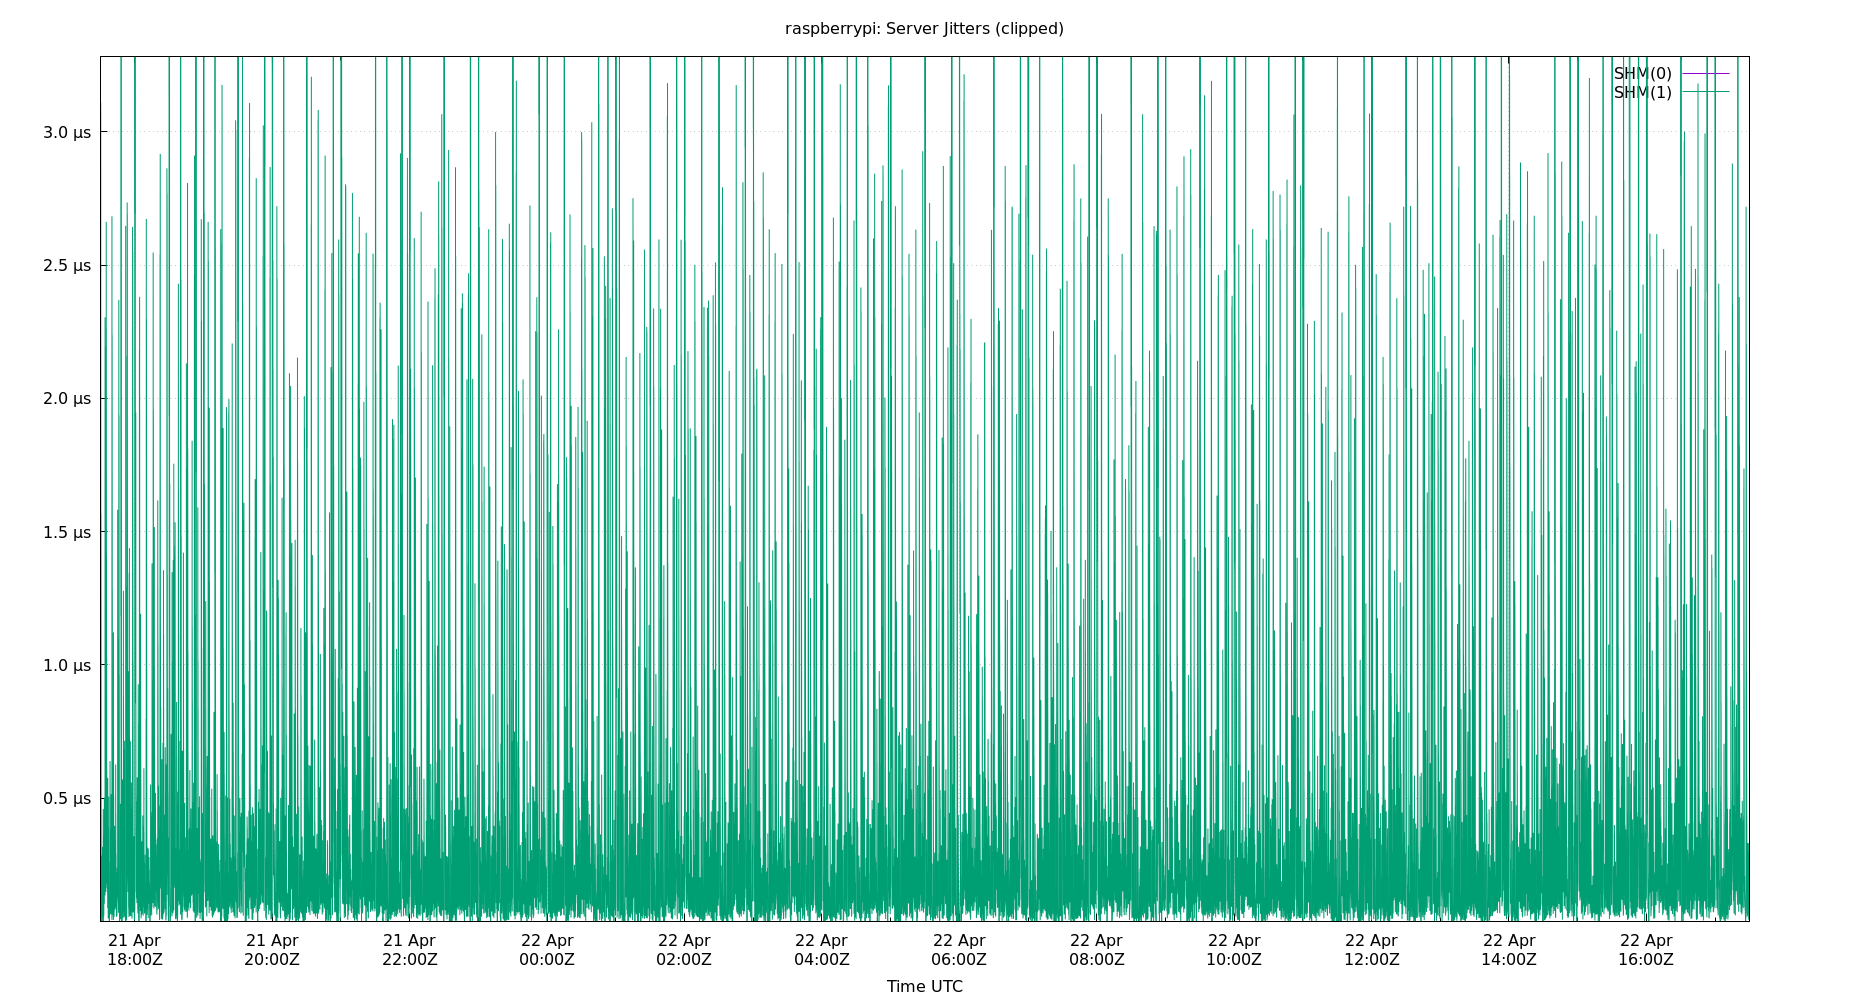 raspberrypi: Server Jitters (clipped)
SHM(0)
SHM(1)
3.0 µs
2.5 µs
2.0 µs
1.5 µs
1.0 µs
0.5 µs
21 Apr 21 Apr 21 Apr 22 Apr 22 Apr 22 Apr 22 Apr 22 Apr 22 Apr 22 Apr 22 Apr 22 Apr
18:00Z 20:00Z 22:00Z 00:00Z 02:00Z 04:00Z 06:00Z 08:00Z 10:00Z 12:00Z 14:00Z 16:00Z
Time UTC